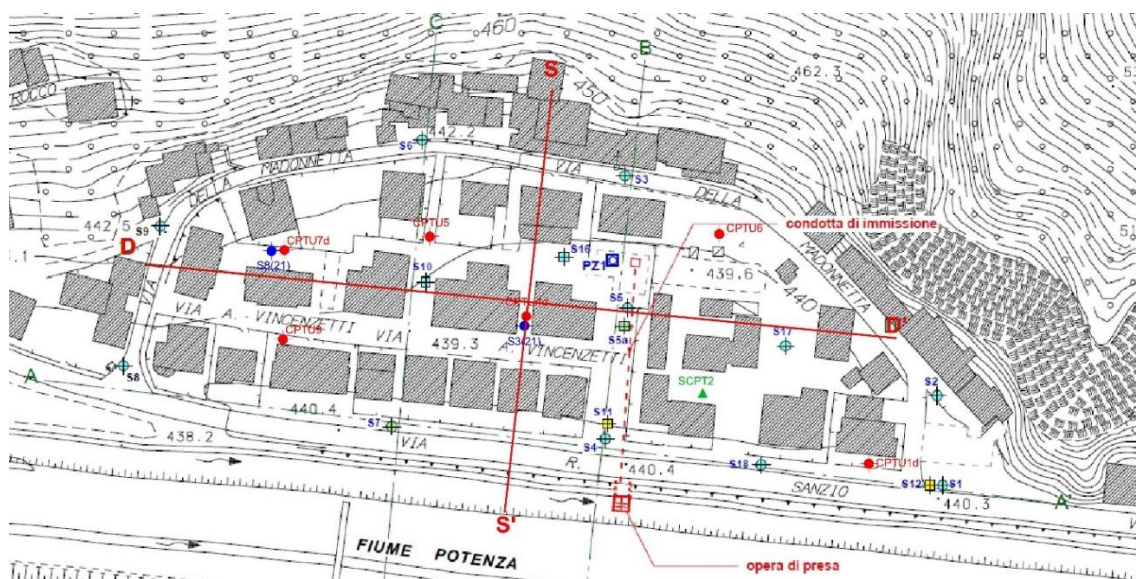 C
460
S
B
462.3
450
ROCCO
442.2
S6
MADONNETTA
DELLA
VIA
VIA
S3
DELLA
condotta di immissione
442.5
S9
CPTU5
CPTU6
D
CPTU7d
S8(21)
S16
PZ1
439.6
MADONNETTA
440
S10
S5
VIA
VIA A. VINCENZETTI VIA
S5a
D'
CPTU9
439.3
S3(21)
A. VINCENZETTI
S17
S8
SCPT2
S2
A
440.4
S11
S7
VIA
S4
438.2
R.
440.4
S18
CPTU1d
SANZIO
S12
S1
A
440.3
S'
FIUME POTENZA
opera di presa